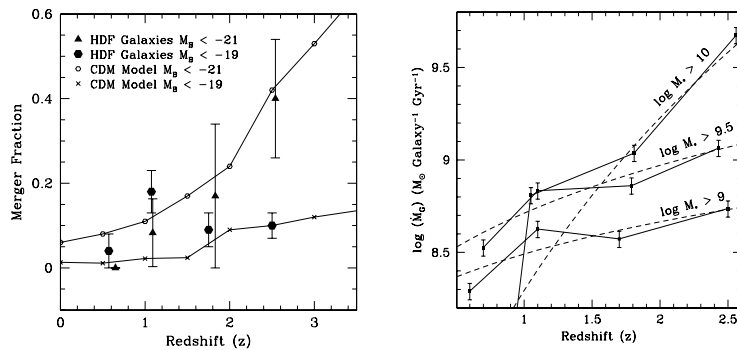 0.6
0.4
0.2
0
Merger Fraction
HDF Galaxies M_B < −21
HDF Galaxies M_B < −19
CDM Model M_B < −21
CDM Model M_B < −19
0 1 2 3
Redshift (z)
9.5
9
8.5
log (Ṁ_G) (M_⊙ Galaxy⁻¹ Gyr⁻¹)
log M_* > 10
log M_* > 9.5
log M_* > 9
1 1.5 2 2.5
Redshift (z)